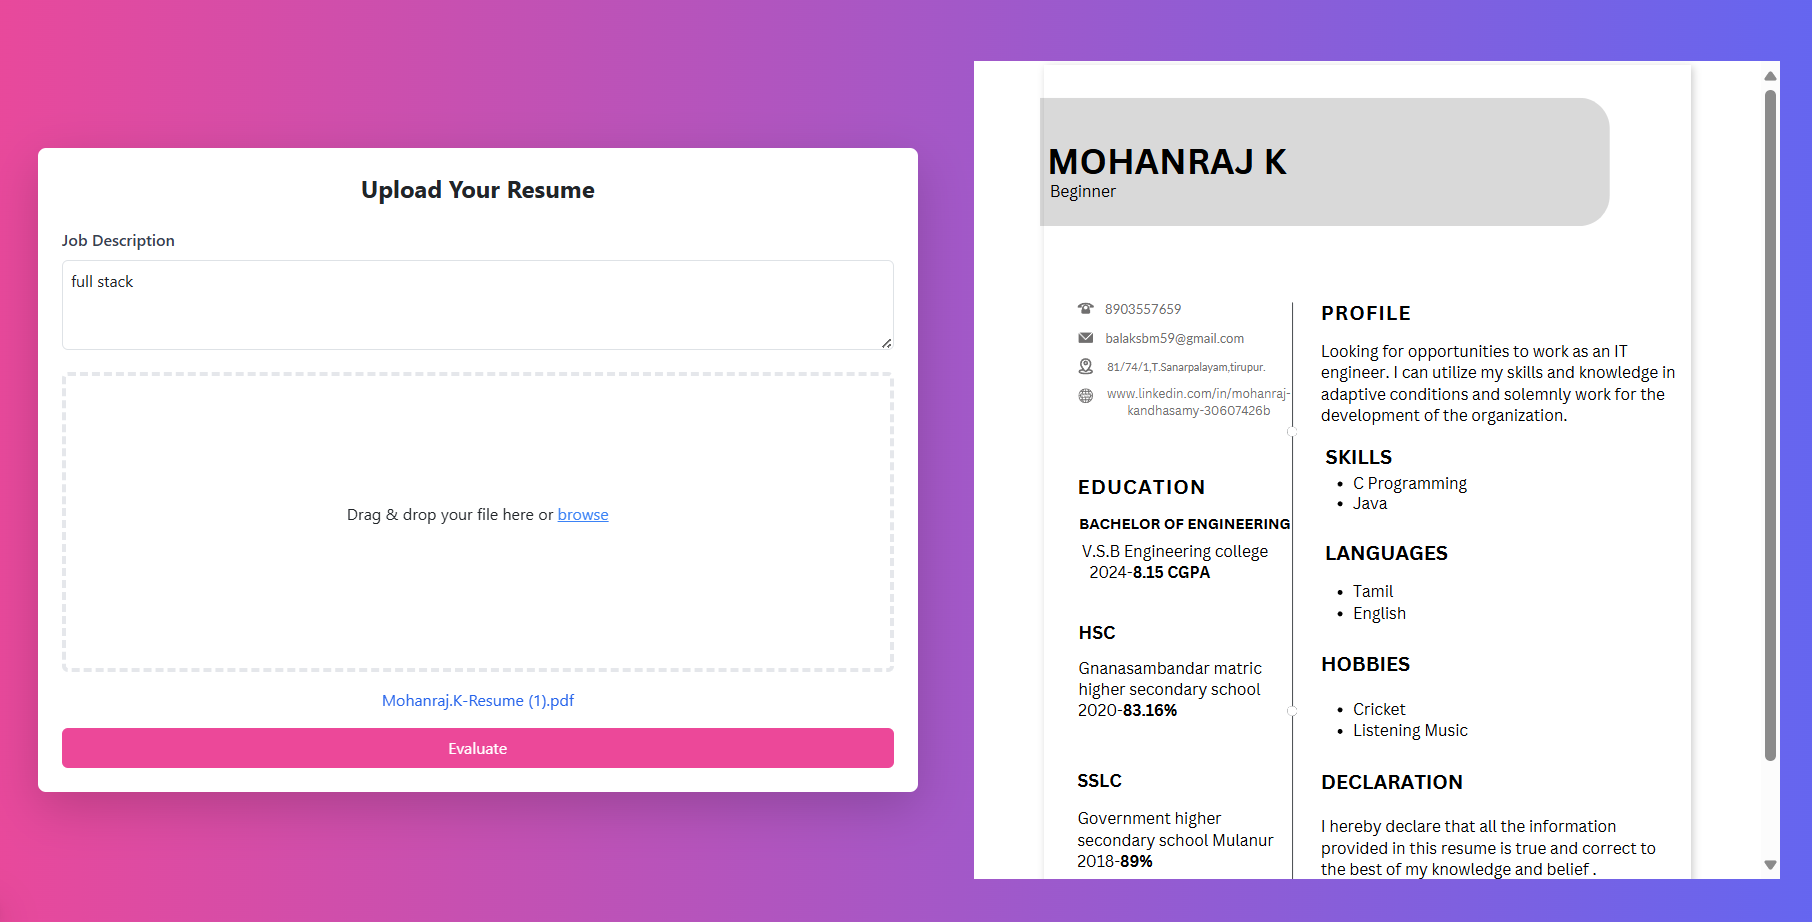 Upload Your Resume
Job Description
full stack
Drag & drop your file here or browse
Mohanraj.K-Resume (1).pdf
Evaluate
MOHANRAJ K
Beginner
8903557659
balaksbm59@gmail.com
81/74/1,T.Sanarpalayam,tirupur.
www.linkedin.com/in/mohanraj-
kandhasamy-30607426b
EDUCATION
BACHELOR OF ENGINEERING
V.S.B Engineering college
2024-8.15 CGPA
HSC
Gnanasambandar matric
higher secondary school
2020-83.16%
SSLC
Government higher
secondary school Mulanur
2018-89%
PROFILE
Looking for opportunities to work as an IT
engineer. I can utilize my skills and knowledge in
adaptive conditions and solemnly work for the
development of the organization.
SKILLS
• C Programming
• Java
LANGUAGES
• Tamil
• English
HOBBIES
• Cricket
• Listening Music
DECLARATION
I hereby declare that all the information
provided in this resume is true and correct to
the best of my knowledge and belief .